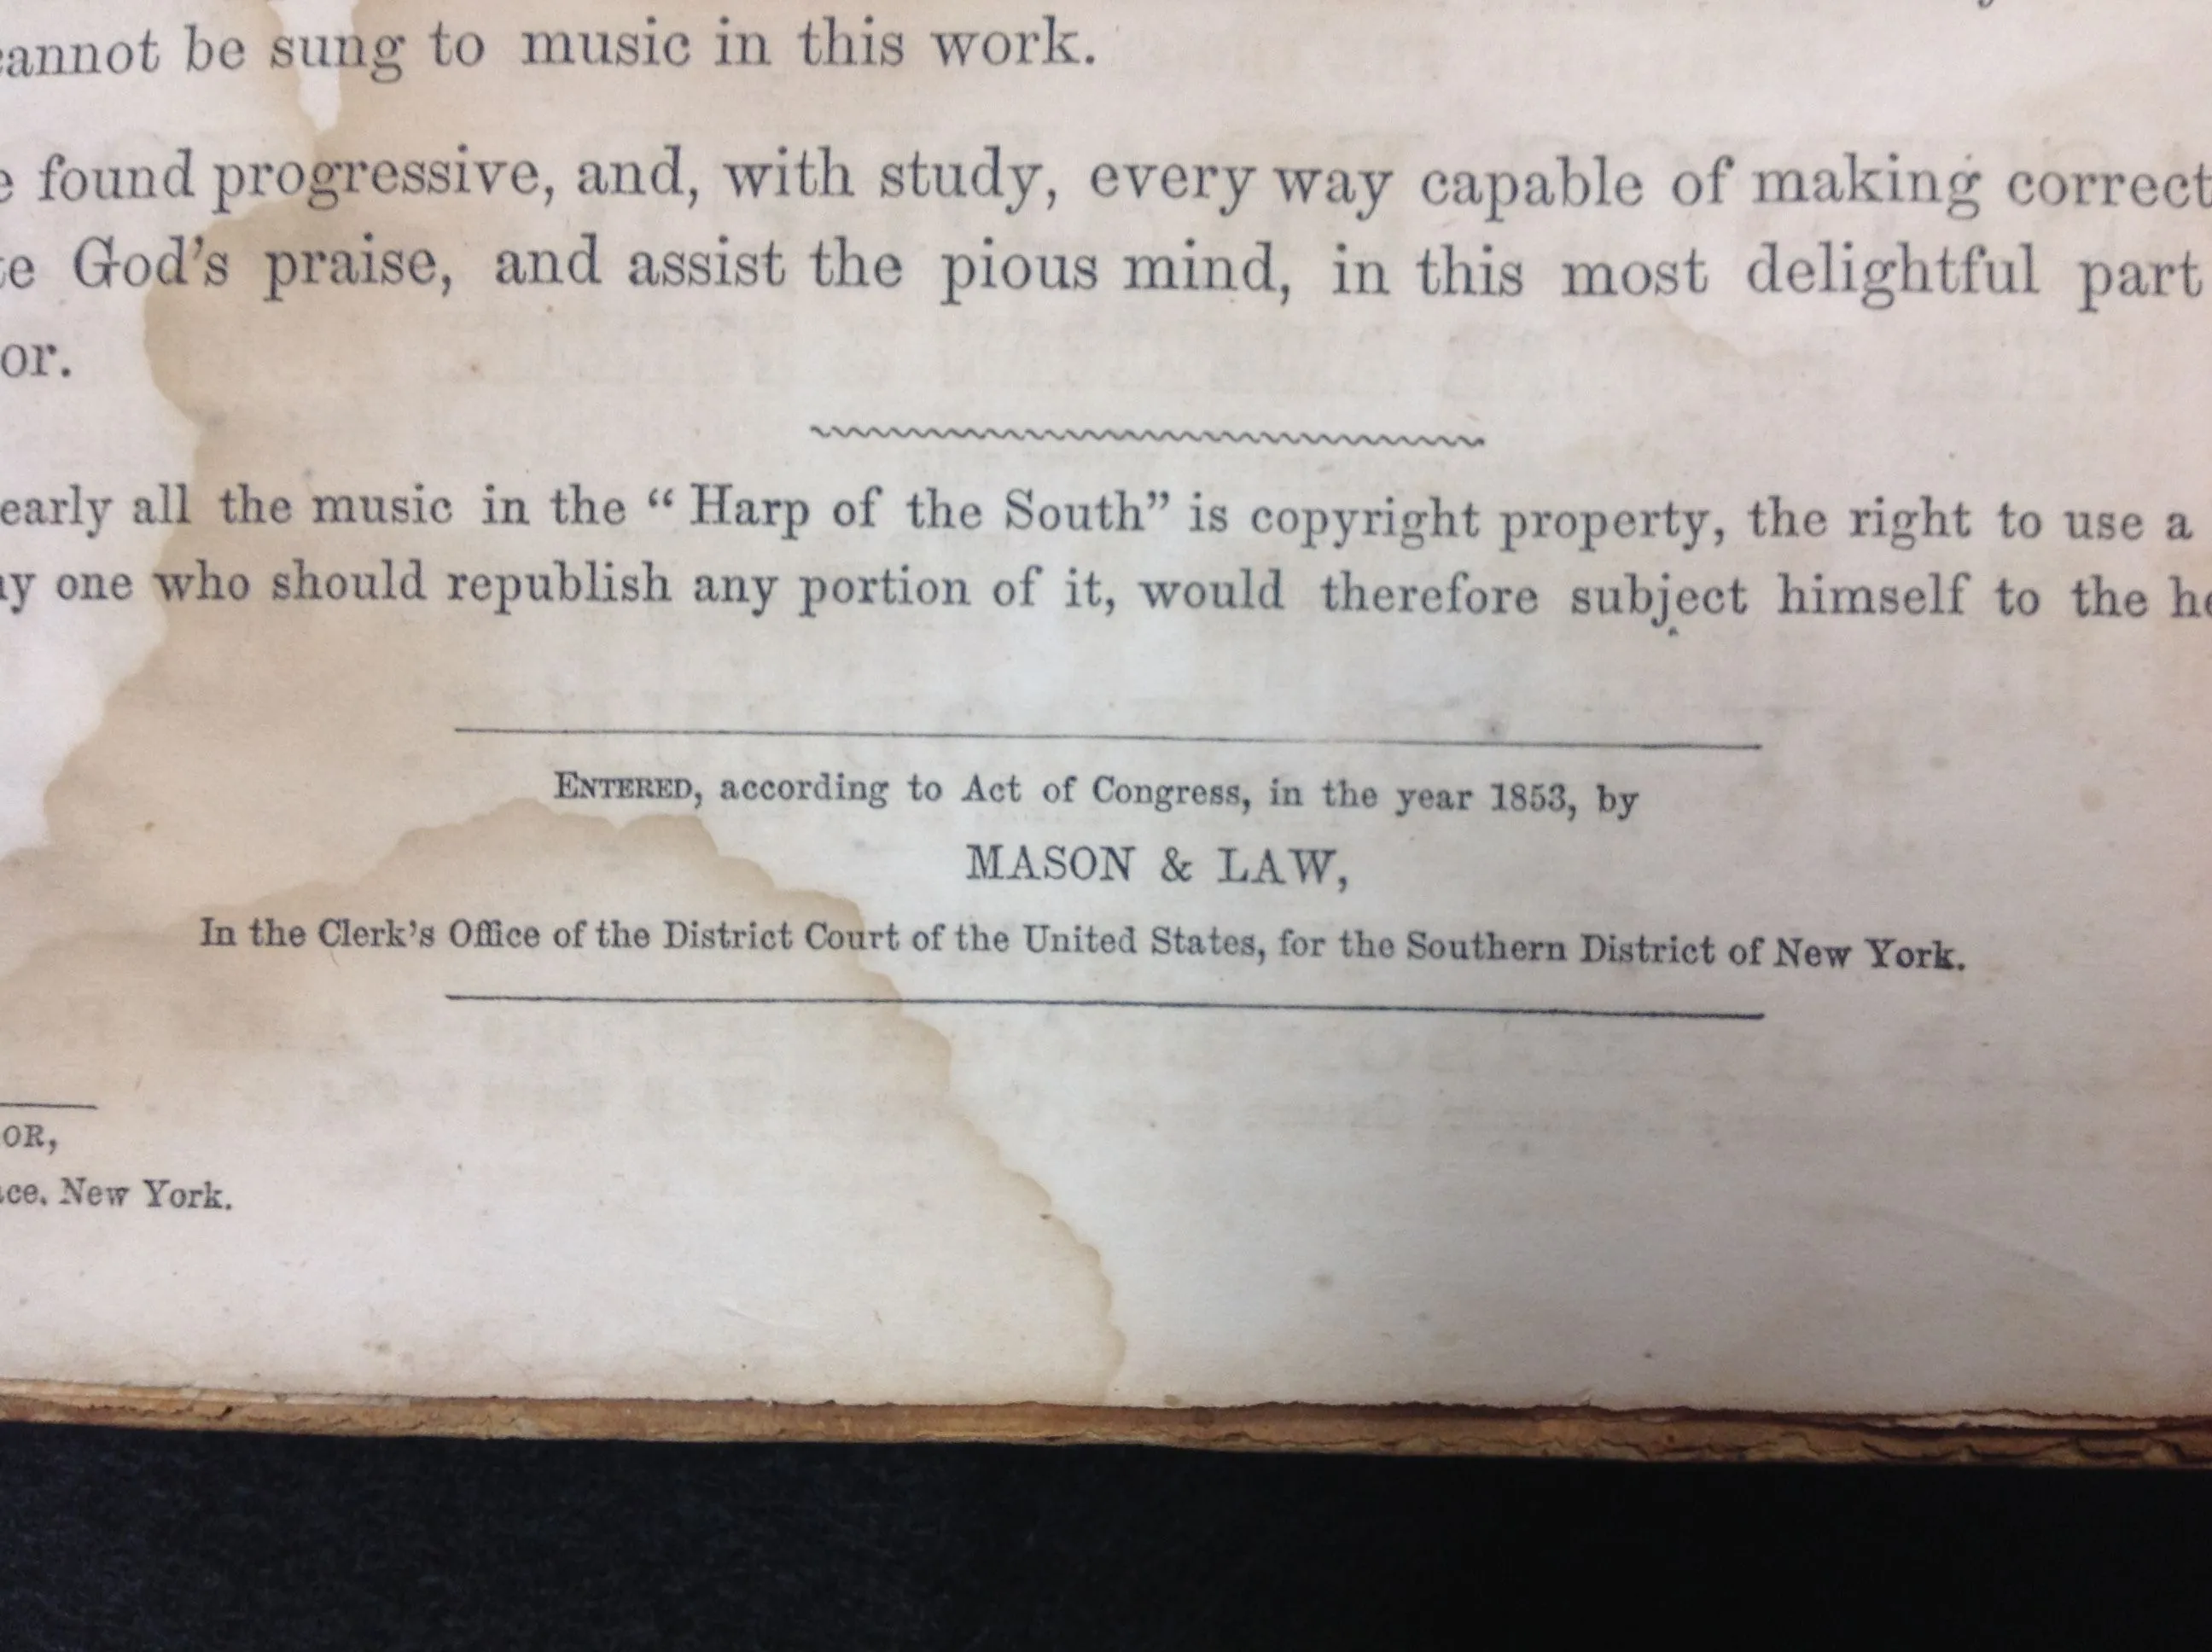 cannot be sung to music in this work.
found progressive, and, with study, every way capable of making correct
God's praise, and assist the pious mind, in this most delightful part
or.
early all the music in the “ Harp of the South” is copyright property, the right to use a
y one who should republish any portion of it, would therefore subject himself to the he
ENTERED, according to Act of Congress, in the year 1853, by
MASON & LAW,
In the Clerk's Office of the District Court of the United States, for the Southern District of New York.
OR,
ce. New York.